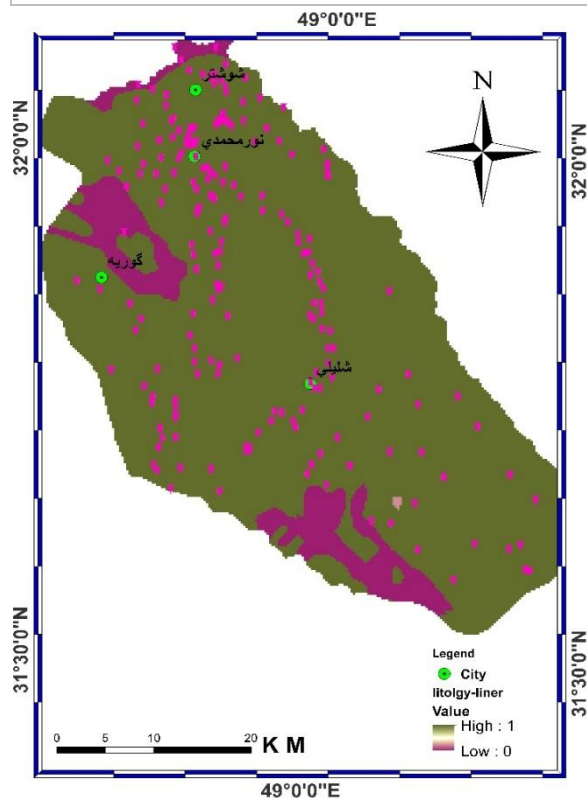 49°0'0"E
N
شوشتر
32°0'0"N
32°0'0"N
نورمحمدي
گوريه
شليلي
31°30'0"N
31°30'0"N
Legend
City
litolgy-liner
Value
High : 1
Low : 0
0 5 10 20 K M
49°0'0"E